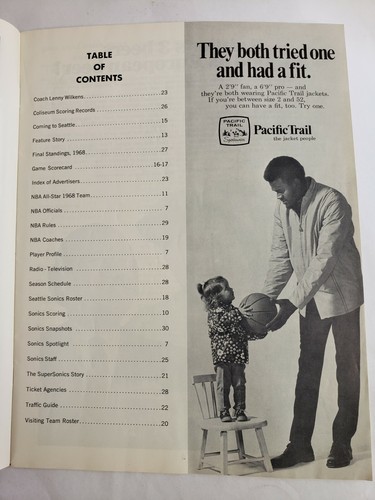 TABLE
OF
CONTENTS
Coach Lenny Wilkens 23
Coliseum Scoring Records 26
Coming to Seattle 15
Feature Story 13
Final Standings, 1968 27
Game Scorecard 16-17
Index of Advertisers 23
NBA All-Star 1968 Team 11
NBA Officials 7
NBA Rules 29
NBA Coaches 19
Player Profile 7
Radio - Television 28
Season Schedule 28
Seattle Sonics Roster 18
Sonics Scoring 10
Sonics Snapshots 30
Sonics Spotlight 7
Sonics Staff 25
The SuperSonics Story 21
Ticket Agencies 28
Traffic Guide 22
Visiting Team Roster 20
They both tried one
and had a fit.
A 2'9" fan, a 6'9" pro — and
they're both wearing Pacific Trail jackets.
If you're between size 2 and 52,
you can have a fit, too. Try one.
PACIFIC
TRAIL
Pacific Trail
the jacket people